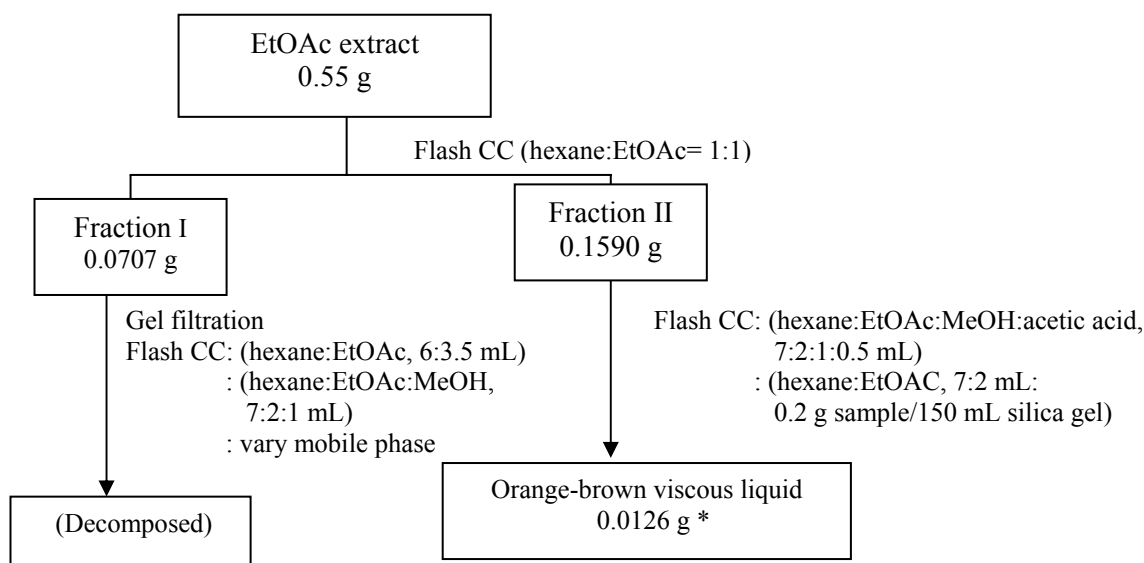 EtOAc extract
0.55 g
Flash CC (hexane:EtOAc= 1:1)
Fraction I
0.0707 g
Fraction II
0.1590 g
Gel filtration
Flash CC: (hexane:EtOAc, 6:3.5 mL)
: (hexane:EtOAc:MeOH,
7:2:1 mL)
: vary mobile phase
Flash CC: (hexane:EtOAc:MeOH:acetic acid,
7:2:1:0.5 mL)
: (hexane:EtOAC, 7:2 mL:
0.2 g sample/150 mL silica gel)
(Decomposed)
Orange-brown viscous liquid
0.0126 g *